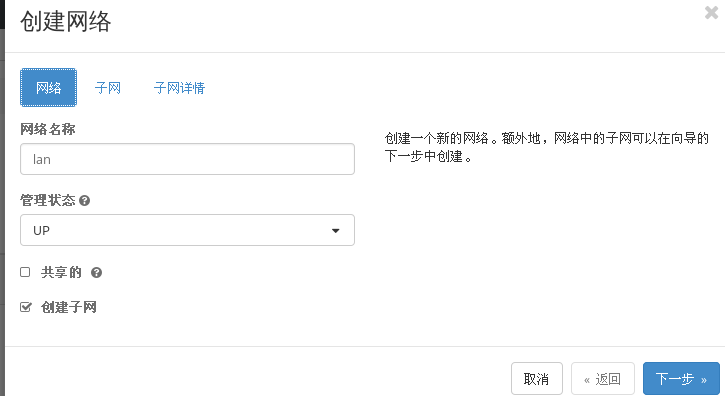 创建网络
网络
子网
子网详情
网络名称
lan
管理状态
UP
共享的
创建子网
创建一个新的网络。额外地，网络中的子网可以在向导的
下一步中创建。
取消
« 返回
下一步 »